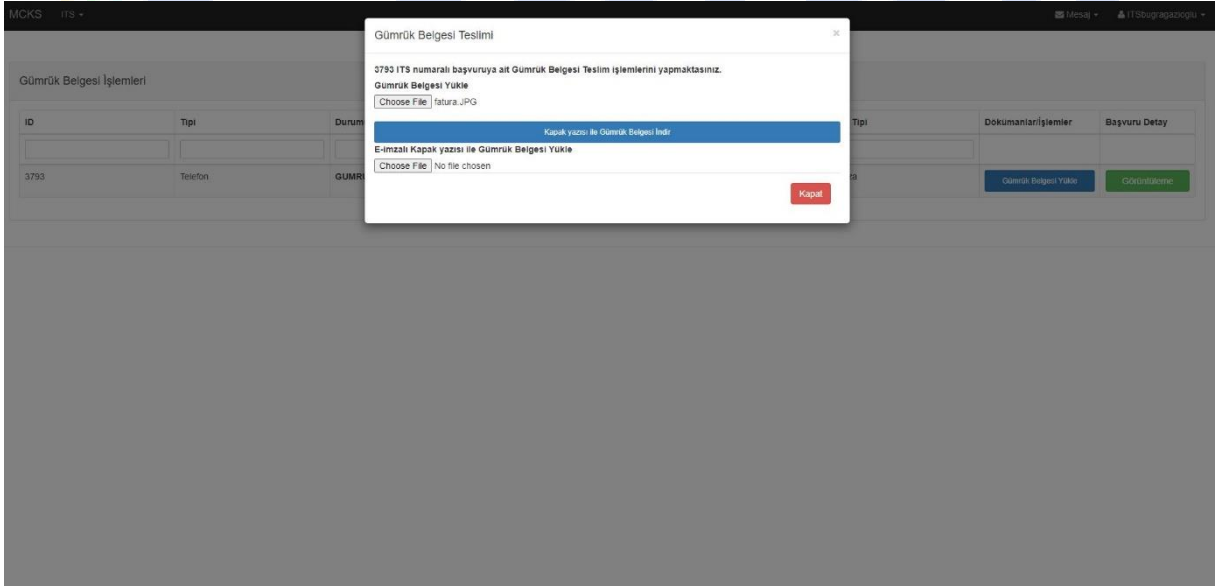 MCKS ITS
Mesaj ITSbugragazioglu
Gümrük Belgesi Teslimi
×
3793 ITS numaralı başvuruya ait Gümrük Belgesi Teslim işlemlerini yapmaktasınız.
Gümrük Belgesi Yükle
Choose File fatura.JPG
Kapak yazısı ile Gümrük Belgesi İndir
E-imzalı Kapak yazısı ile Gümrük Belgesi Yükle
Choose File No file chosen
Kapat
Gümrük Belgesi İşlemleri
ID Tipi Durum Tipi Dökümanlar/İşlemler Başvuru Detay
3793 Telefon GUMR Gümrük Belgesi Yükle Görüntüleme